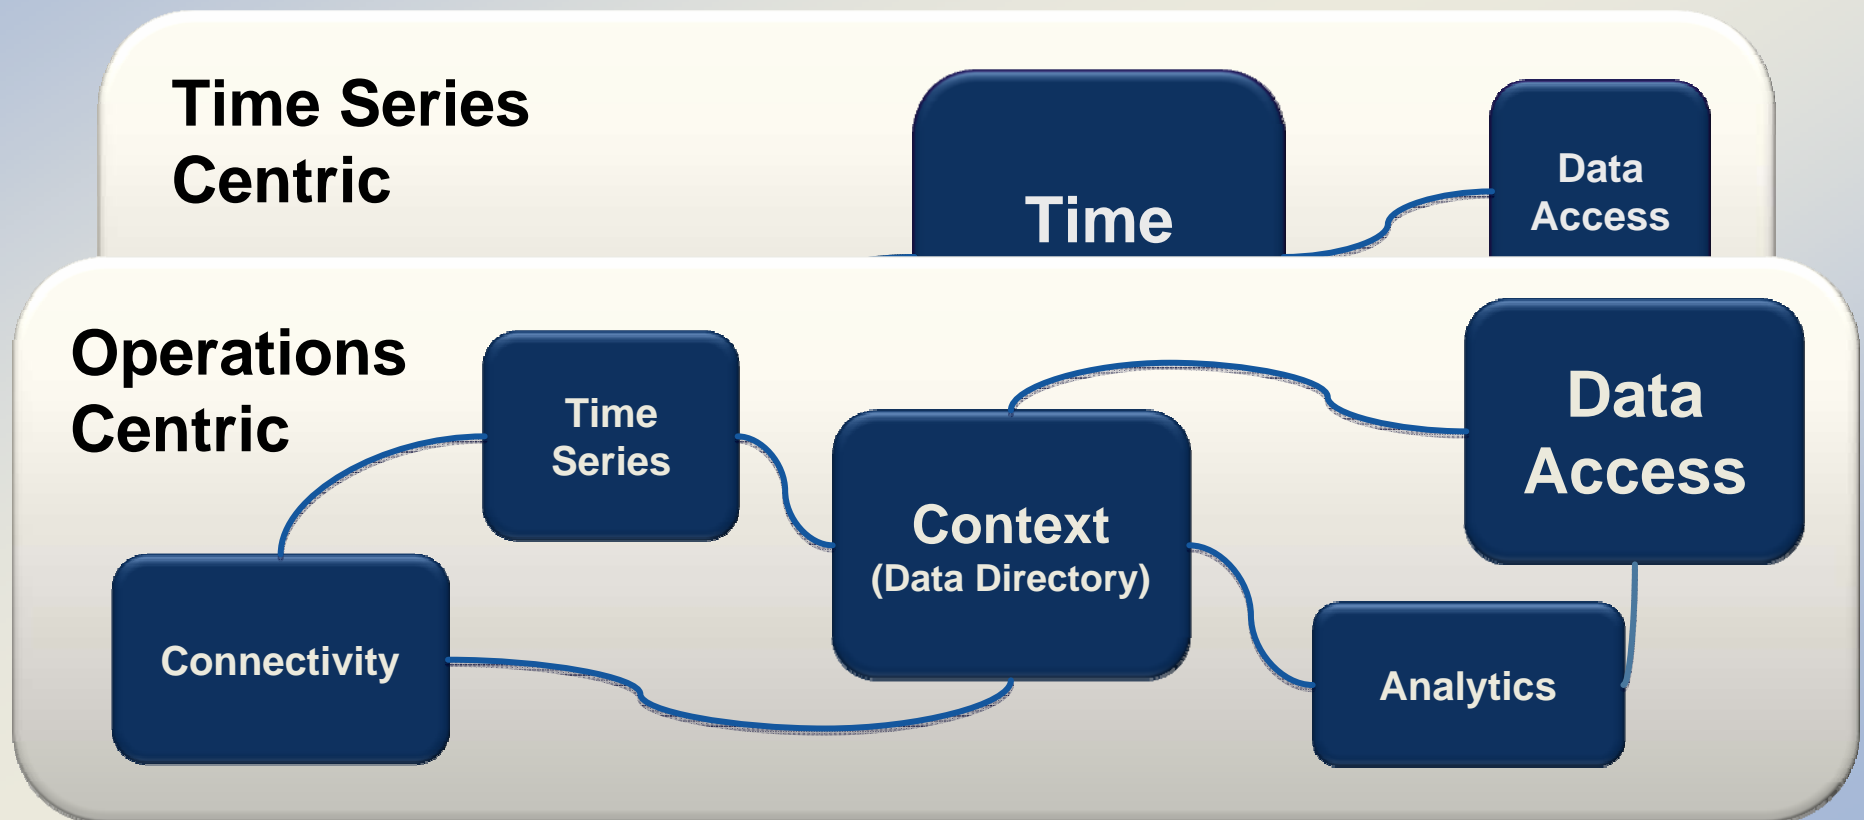 Time Series
Centric
Time
Data
Access
Operations
Centric
Time
Series
Context
(Data Directory)
Data
Access
Connectivity
Analytics